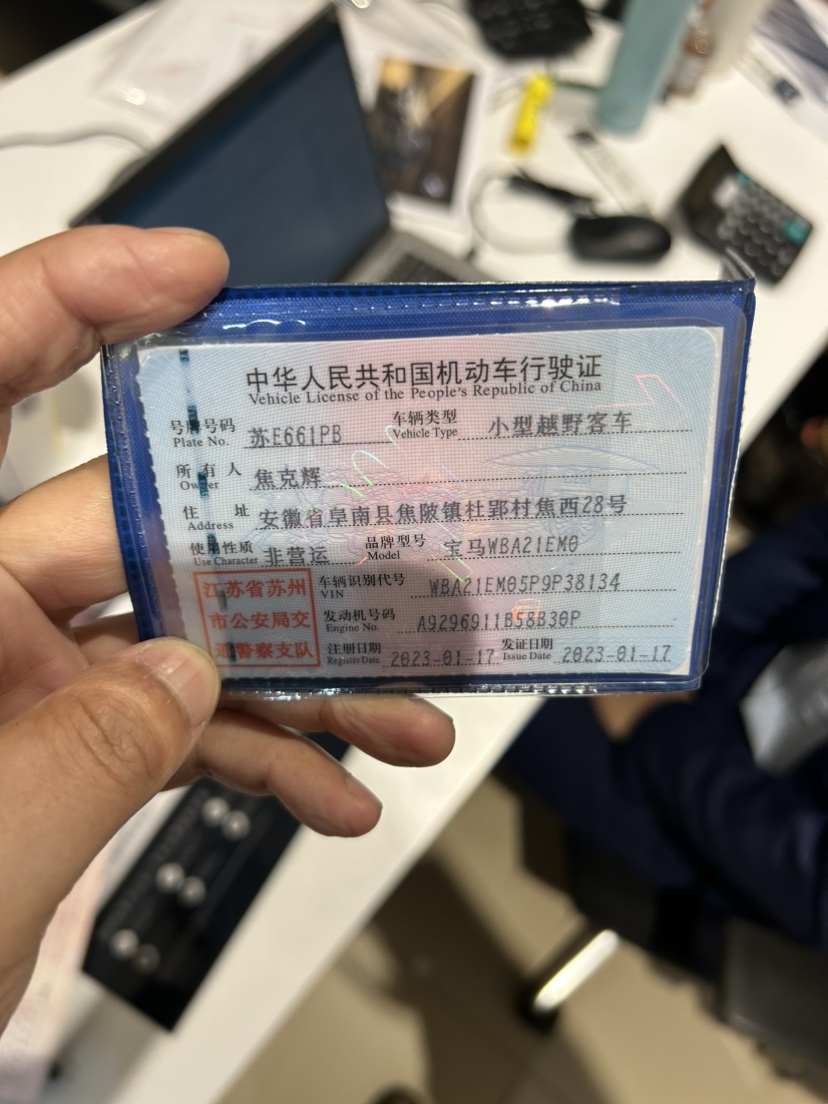 中华人民共和国机动车行驶证
Vehicle License of the People's Republic of China
号牌号码 苏E661PB 车辆类型 小型越野客车
Plate No. Vehicle Type
所有人 焦克辉
Owner
住址 安徽省阜南县焦陂镇杜郢村焦西28号
Address
使用性质 非营运 品牌型号 宝马WBA21EM0
Use Character Model
江苏省苏州市公安局交通警察支队
车辆识别代号 WBA21EM05P9P38134
VIN
发动机号码 A9296911B58B30P
Engine No.
注册日期 2023-01-17 发证日期 2023-01-17
Register Date Issue Date